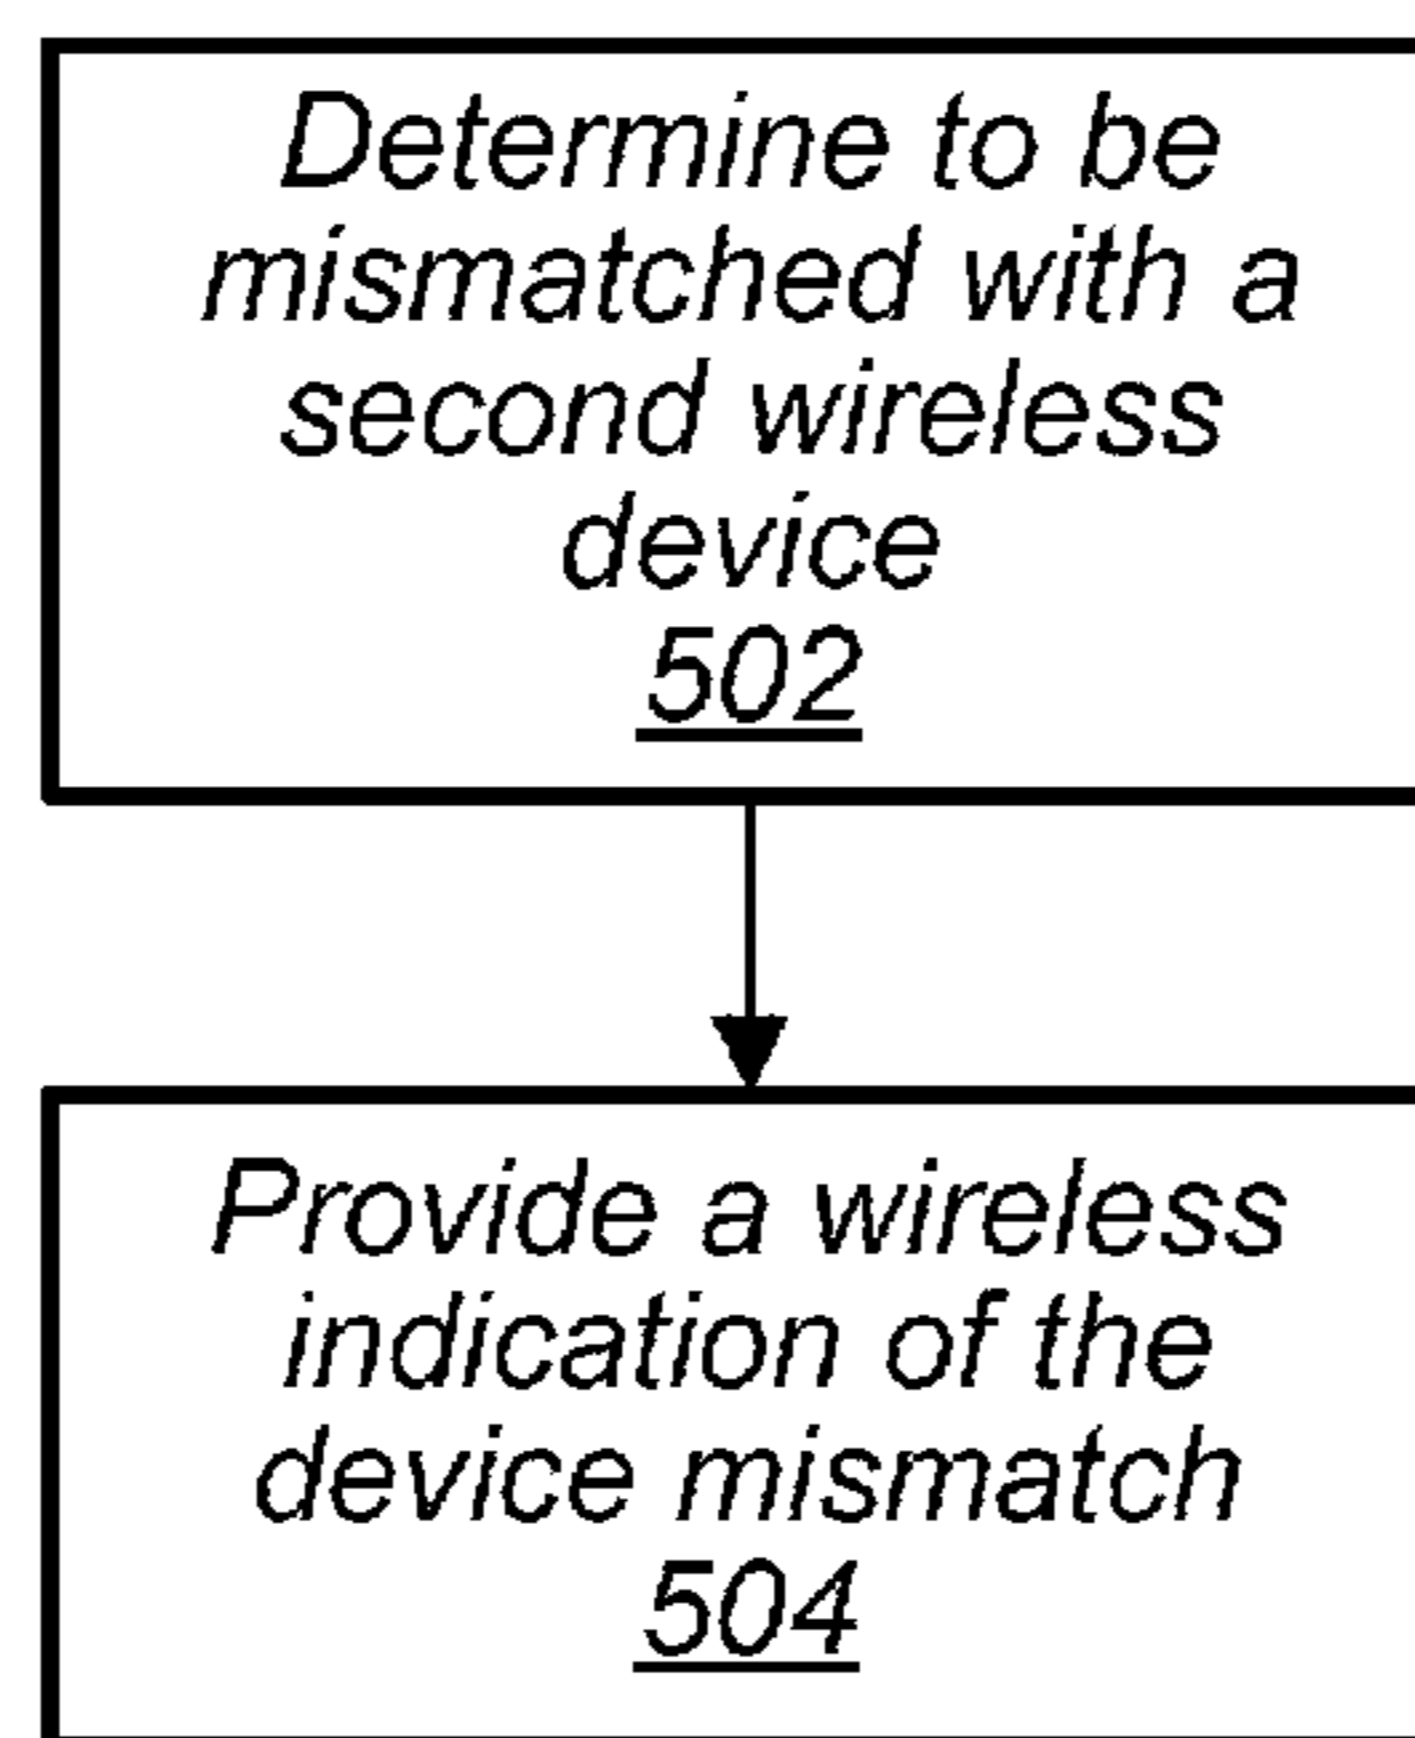 Determine to be
mismatched with a
second wireless
device
502
Provide a wireless
indication of the
device mismatch
504